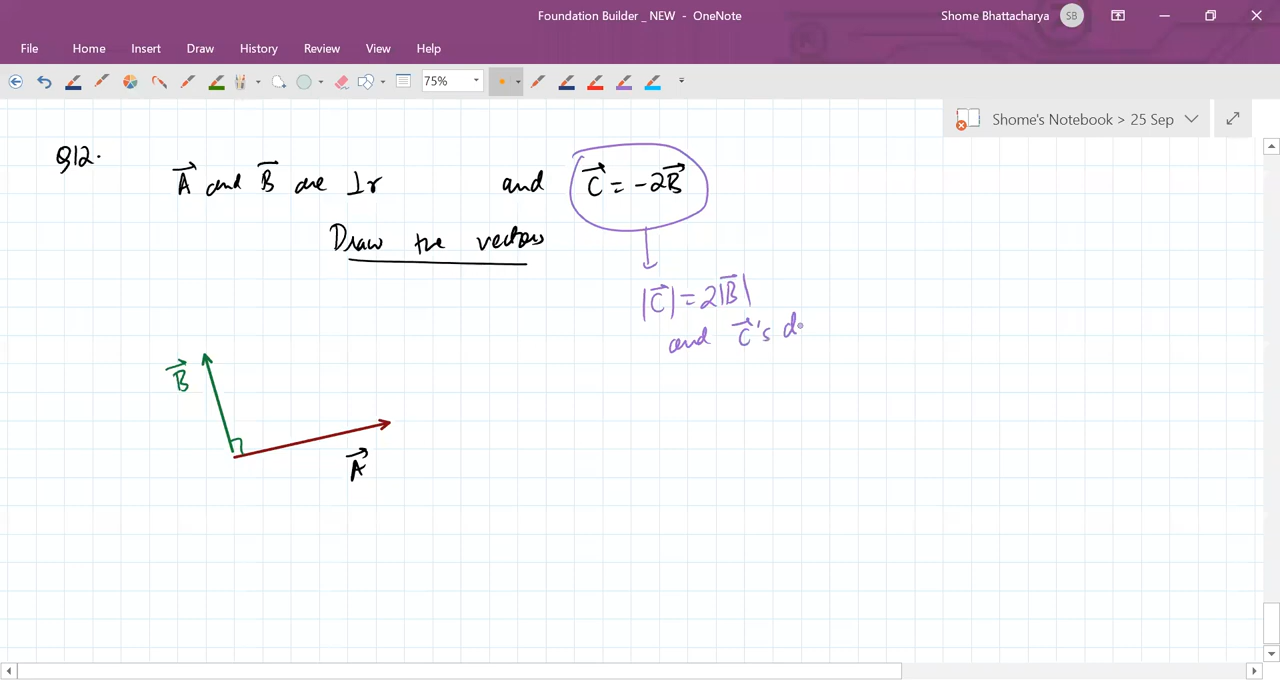 Foundation Builder _ NEW - OneNote
Shome Bhattacharya
SB
File Home Insert Draw History Review View Help
75%
Shome's Notebook > 25 Sep
Q12.
A⃗ and B⃗ are ⊥r and C⃗ = -2B⃗
Draw the vectors
|C⃗| = 2|B⃗|
and C⃗'s d
B⃗
A⃗